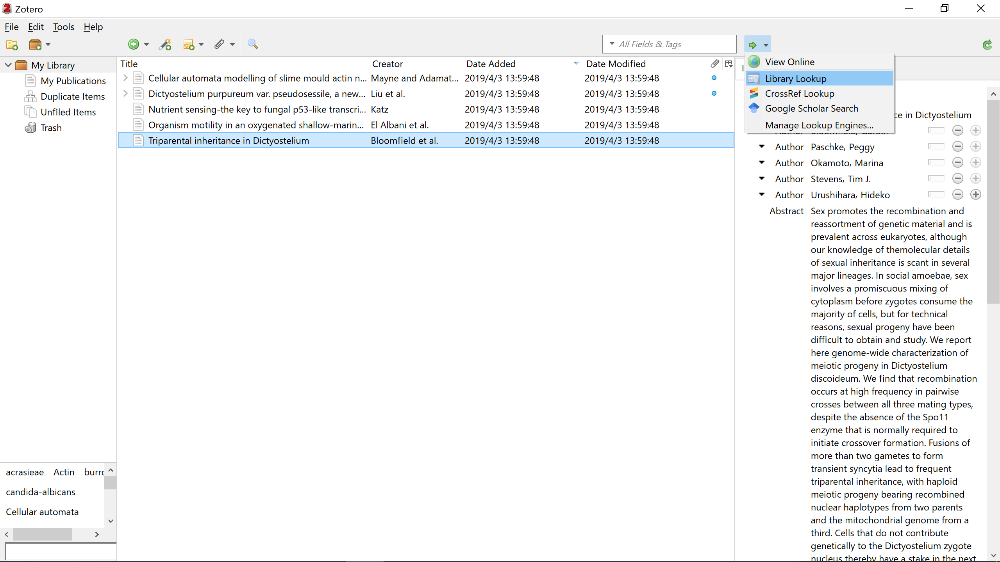 Zotero
File Edit Tools Help
All Fields & Tags
My Library
My Publications
Duplicate Items
Unfiled Items
Trash
Title Creator Date Added Date Modified
Cellular automata modelling of slime mould actin n... Mayne and Adamat... 2019/4/3 13:59:48 2019/4/3 13:59:48
Dictyostelium purpureum var. pseudosessile, a new... Liu et al. 2019/4/3 13:59:48 2019/4/3 13:59:48
Nutrient sensing-the key to fungal p53-like transcri... Katz 2019/4/3 13:59:48 2019/4/3 13:59:48
Organism motility in an oxygenated shallow-marin... El Albani et al. 2019/4/3 13:59:48 2019/4/3 13:59:48
Triparental inheritance in Dictyostelium Bloomfield et al. 2019/4/3 13:59:48 2019/4/3 13:59:48
View Online
Library Lookup
CrossRef Lookup
Google Scholar Search
Manage Lookup Engines...
ce in Dictyostelium
Author Bloomfield, Gareth
Author Paschke, Peggy
Author Okamoto, Marina
Author Stevens, Tim J.
Author Urushihara, Hideko
Abstract Sex promotes the recombination and
reassortment of genetic material and is
prevalent across eukaryotes, although
our knowledge of themolecular details
of sexual inheritance is scant in several
major lineages. In social amoebae, sex
involves a promiscuous mixing of
cytoplasm before zygotes consume the
majority of cells, but for technical
reasons, sexual progeny have been
difficult to obtain and study. We report
here genome-wide characterization of
meiotic progeny in Dictyostelium
discoideum. We find that recombination
occurs at high frequency in pairwise
crosses between all three mating types,
despite the absence of the Spo11
enzyme that is normally required to
initiate crossover formation. Fusions of
more than two gametes to form
transient syncytia lead to frequent
triparental inheritance, with haploid
meiotic progeny bearing recombined
nuclear haplotypes from two parents
and the mitochondrial genome from a
third. Cells that do not contribute
genetically to the Dictyostelium zygote
nucleus thereby have a stake in the next
acrasieae Actin burro
candida-albicans
Cellular automata